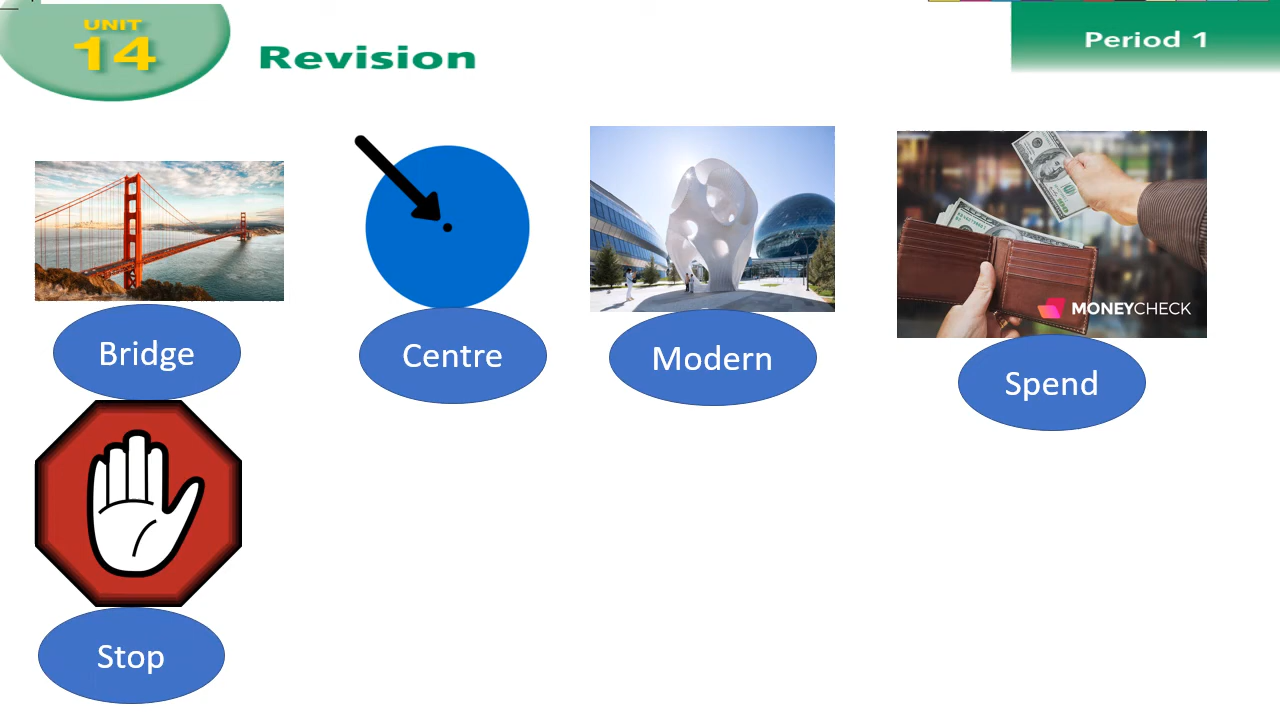 UNIT
14
Revision
Period 1
MONEYCHECK
Bridge
Centre
Modern
Spend
Stop